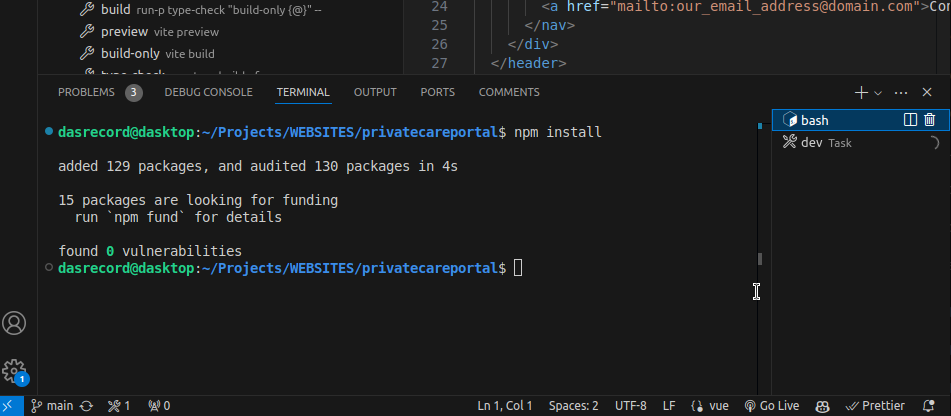 build run-p type-check "build-only {@}" --
preview vite preview
build-only vite build
24 <a href="mailto:our_email_address@domain.com">Con
25 </nav>
26 </div>
27 </header>
PROBLEMS 3 DEBUG CONSOLE TERMINAL OUTPUT PORTS COMMENTS
dasrecord@dasktop:~/Projects/WEBSITES/privatecareportal$ npm install
added 129 packages, and audited 130 packages in 4s
15 packages are looking for funding
run `npm fund` for details
found 0 vulnerabilities
dasrecord@dasktop:~/Projects/WEBSITES/privatecareportal$
bash
dev Task
1
main 1 0 Ln 1, Col 1 Spaces: 2 UTF-8 LF vue Go Live Prettier